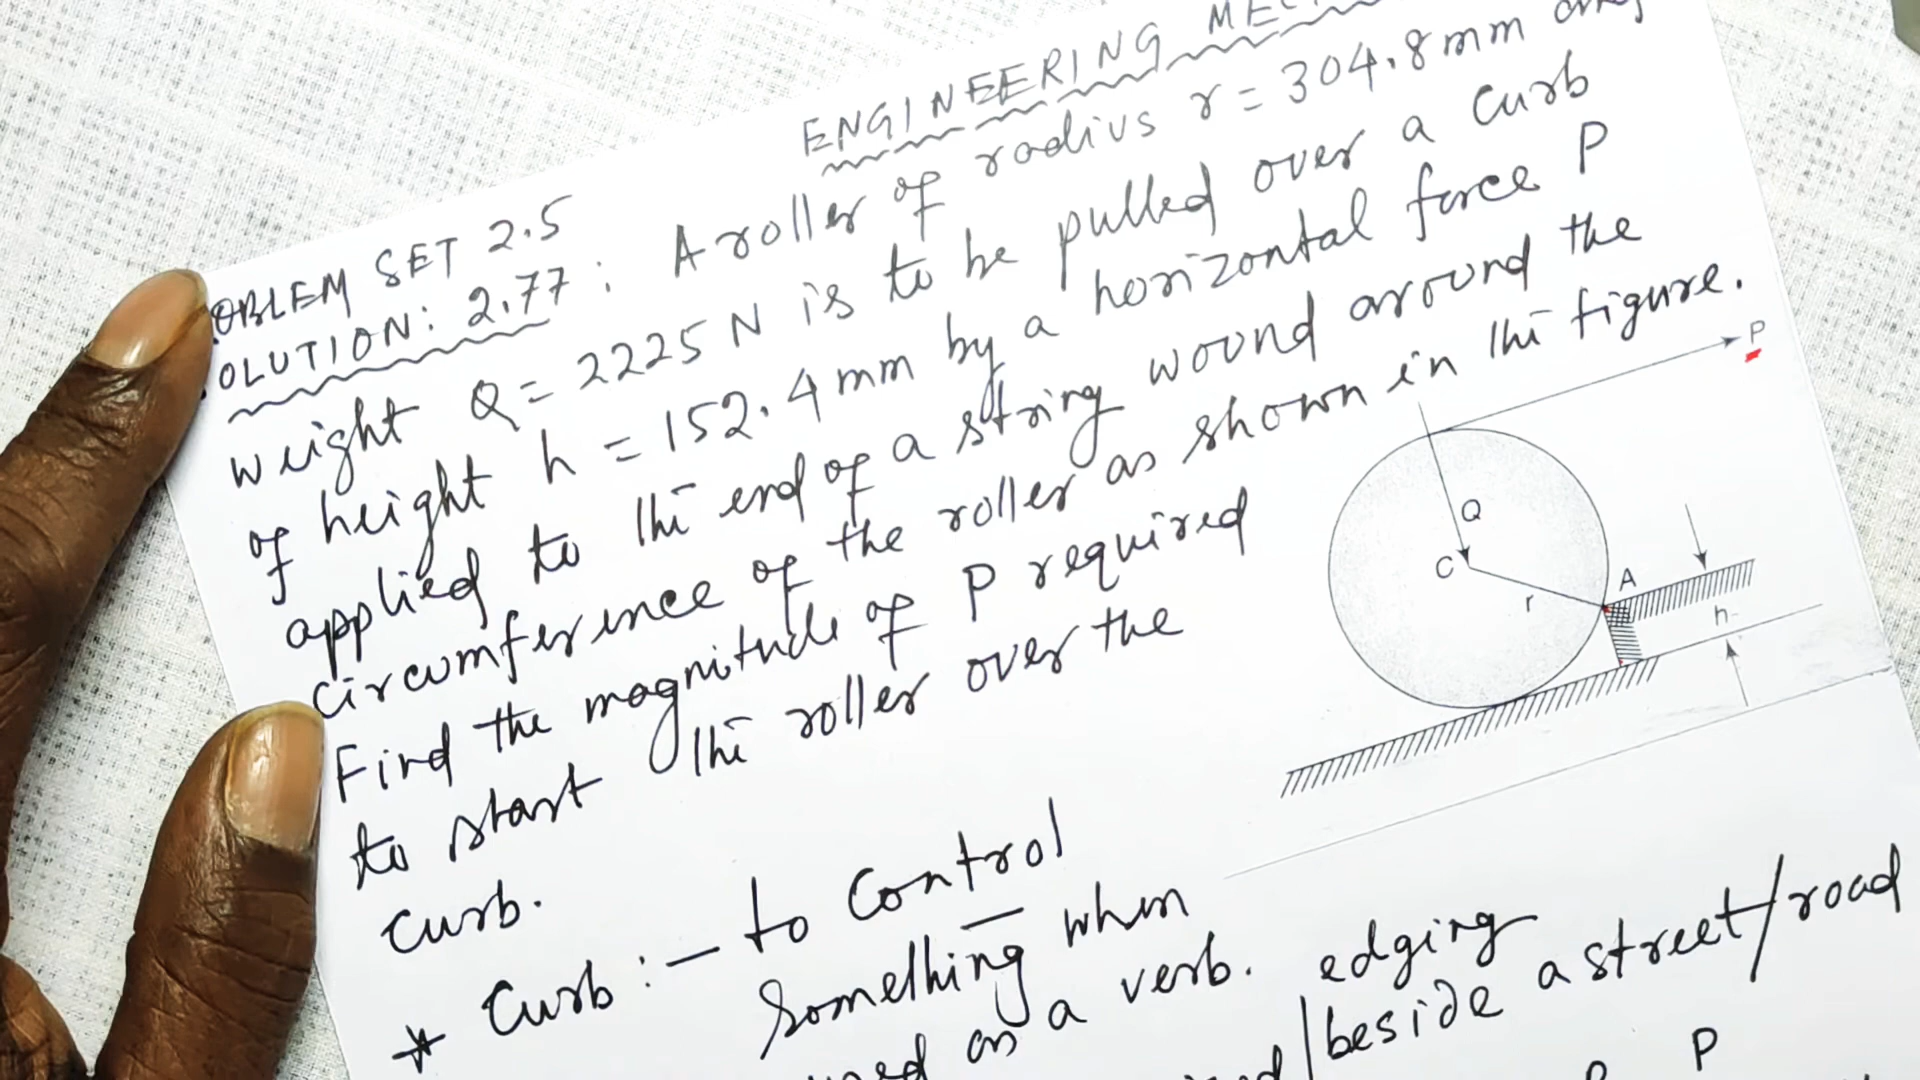 ENGINEERING
OBLEM SET 2.5
OLUTION: 2.77: A roller of radius r = 304.8 mm and
weight Q = 2225 N is to be pulled over a curb
of height h = 152.4 mm by a horizontal force P
applied to the end of a string wound around the
circumference of the roller as shown in the figure.
Find the magnitude of P required
to start the roller over the
curb.
P
Q
C
r
A
h
* Curb :- to control
something when
on a verb. edging
beside a street/road
P